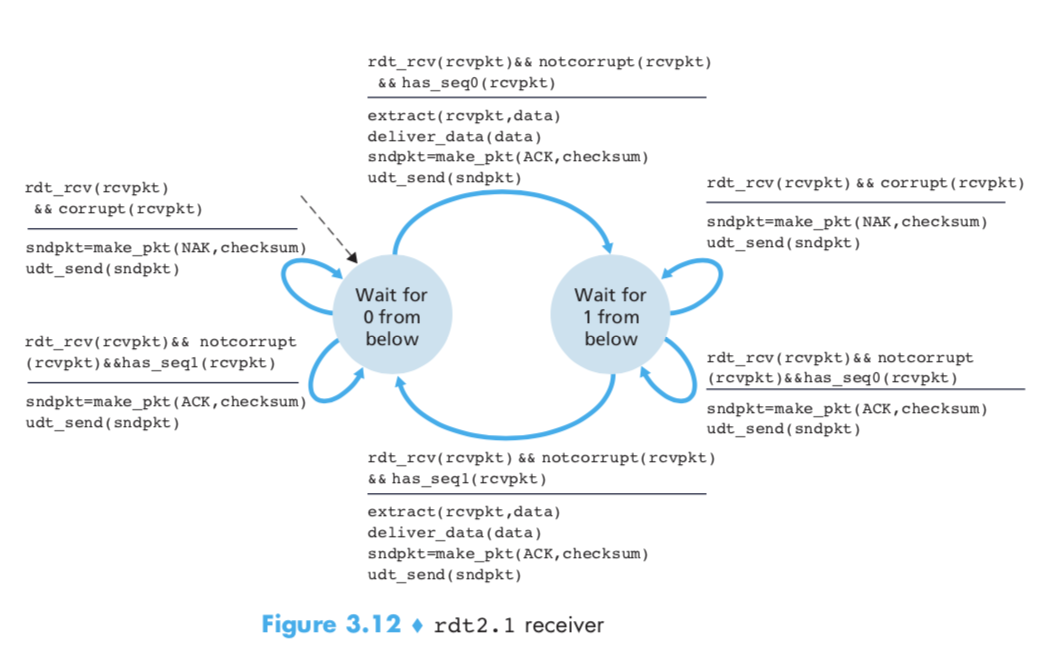 rdt_rcv(rcvpkt)&& notcorrupt(rcvpkt)
&& has_seq0(rcvpkt)
extract(rcvpkt,data)
deliver_data(data)
sndpkt=make_pkt(ACK,checksum)
udt_send(sndpkt)
rdt_rcv(rcvpkt)
&& corrupt(rcvpkt)
sndpkt=make_pkt(NAK,checksum)
udt_send(sndpkt)
rdt_rcv(rcvpkt) && corrupt(rcvpkt)
sndpkt=make_pkt(NAK,checksum)
udt_send(sndpkt)
Wait for
0 from
below
Wait for
1 from
below
rdt_rcv(rcvpkt)&& notcorrupt
(rcvpkt)&&has_seq1(rcvpkt)
sndpkt=make_pkt(ACK,checksum)
udt_send(sndpkt)
rdt_rcv(rcvpkt)&& notcorrupt
(rcvpkt)&&has_seq0(rcvpkt)
sndpkt=make_pkt(ACK,checksum)
udt_send(sndpkt)
rdt_rcv(rcvpkt) && notcorrupt(rcvpkt)
&& has_seq1(rcvpkt)
extract(rcvpkt,data)
deliver_data(data)
sndpkt=make_pkt(ACK,checksum)
udt_send(sndpkt)
Figure 3.12 ♦ rdt2.1 receiver